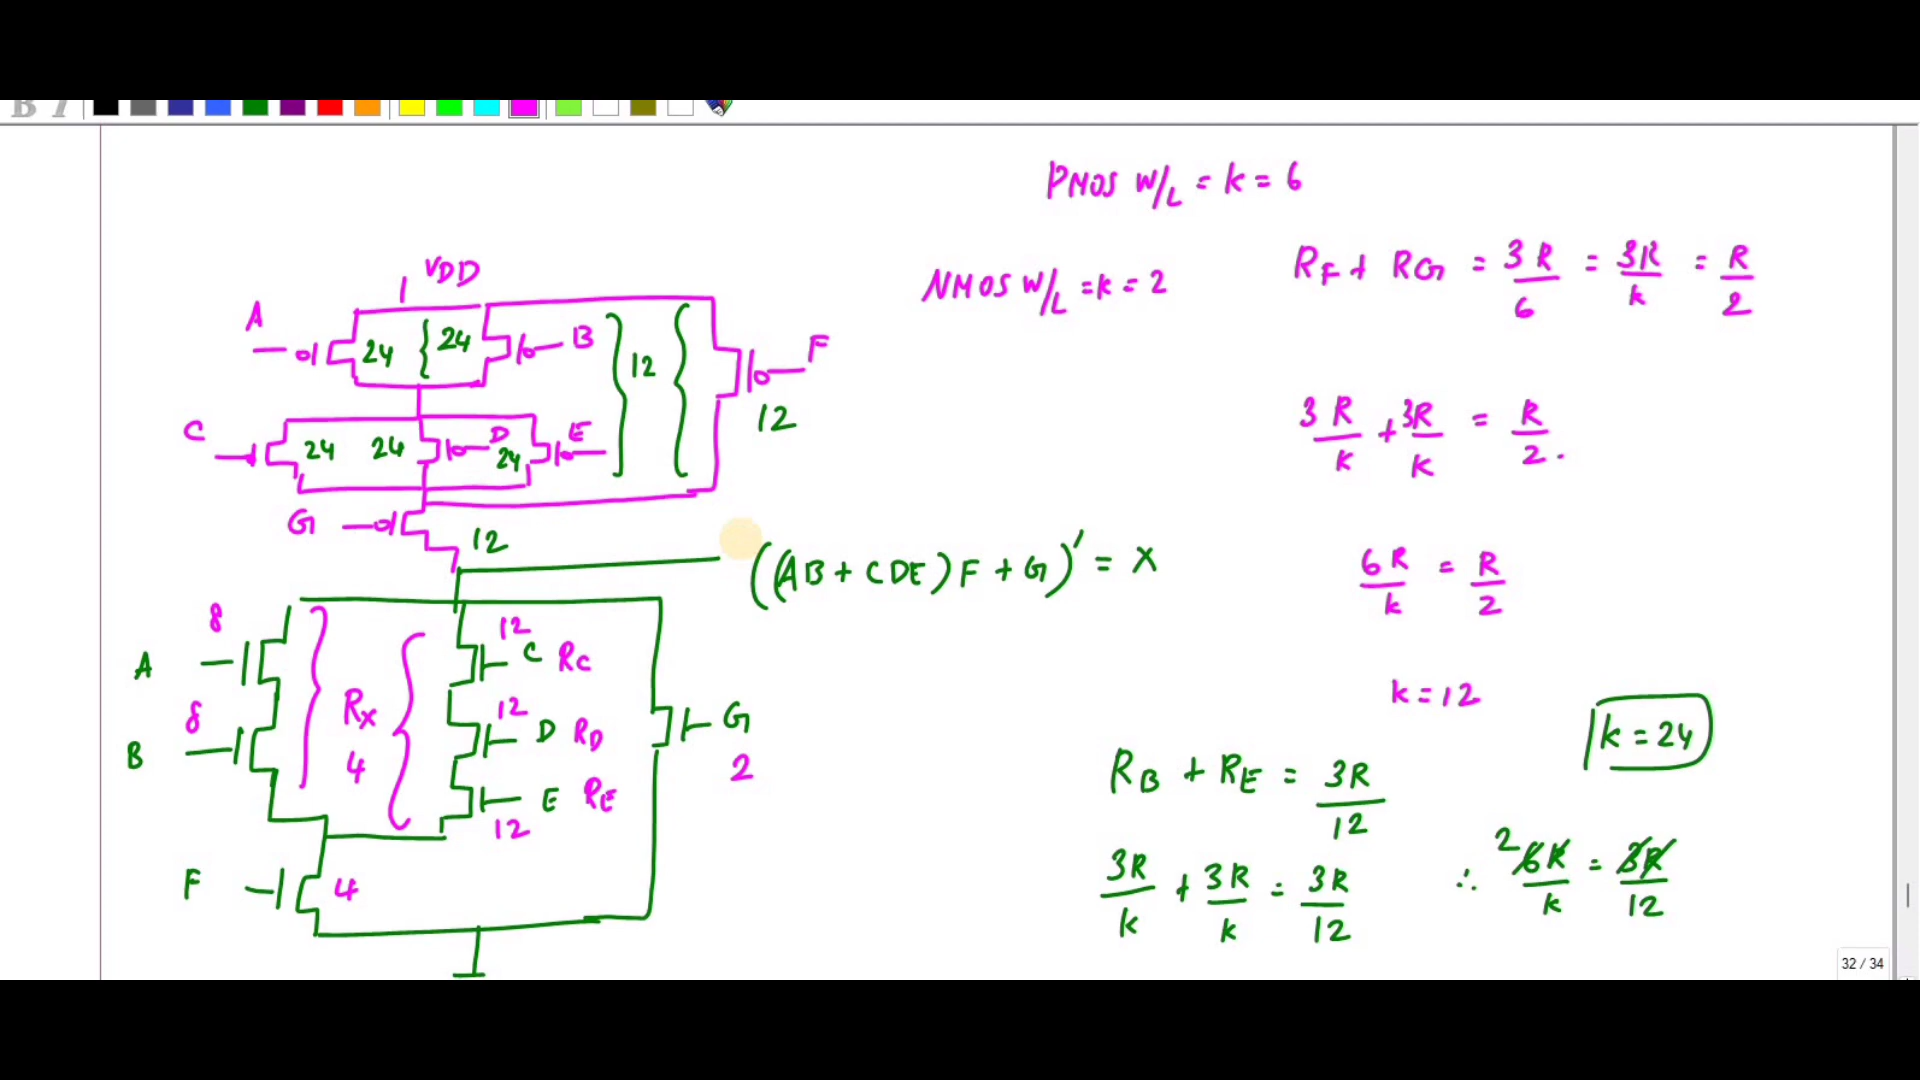 B I
PMOS W/L = k = 6
NMOS W/L = k = 2
RF + RG = 3R/6 = 3R/k = R/2
VDD
A
24
24
B
12
F
12
C
24
24
D
24
E
3R/k + 3R/k = R/2.
G
12
((AB + CDE) F + G)' = X
6R/k = R/2
8
A
12
C RC
8
B
RX
4
12
D RD
G
2
E RE
12
k = 12
k = 24
RB + RE = 3R/12
F
4
3R/k + 3R/k = 3R/12
∴ 2 6R/k = 3R/12
32 / 34